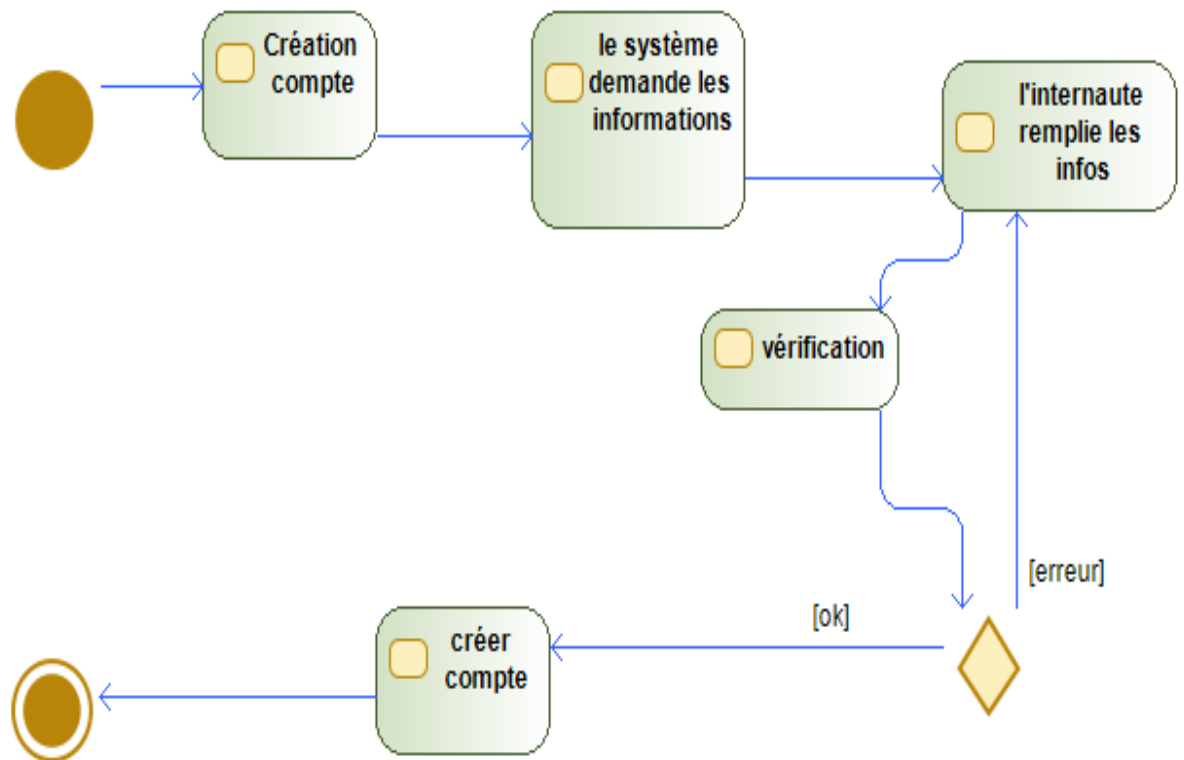 Création
compte
le système
demande les
informations
l'internaute
remplie les
infos
vérification
[erreur]
[ok]
créer
compte